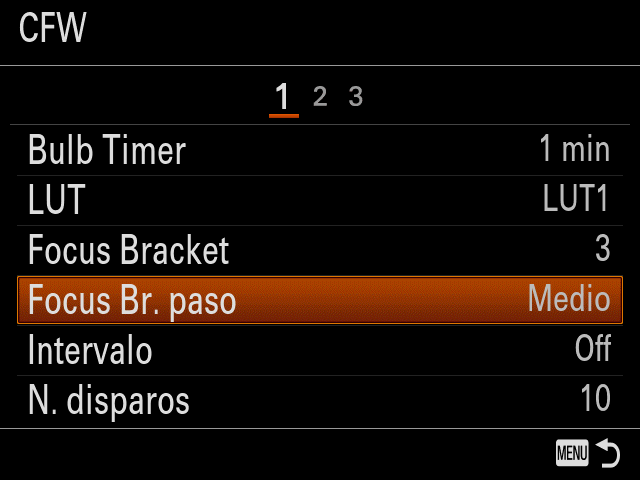 CFW
1 2 3
Bulb Timer 1 min
LUT LUT1
Focus Bracket 3
Focus Br. paso Medio
Intervalo Off
N. disparos 10
MENU